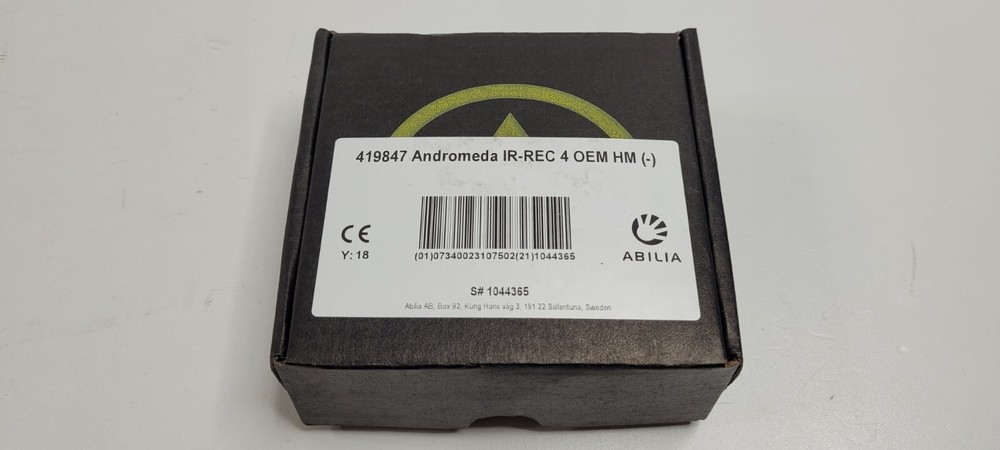 419847 Andromeda IR-REC 4 OEM HM (-)
CE
Y: 18
(01)07340023107502(21)1044365
ABILIA
S# 1044365
Abilia AB, Box 92, Kung Hans väg 3, 191 22 Sollentuna, Sweden